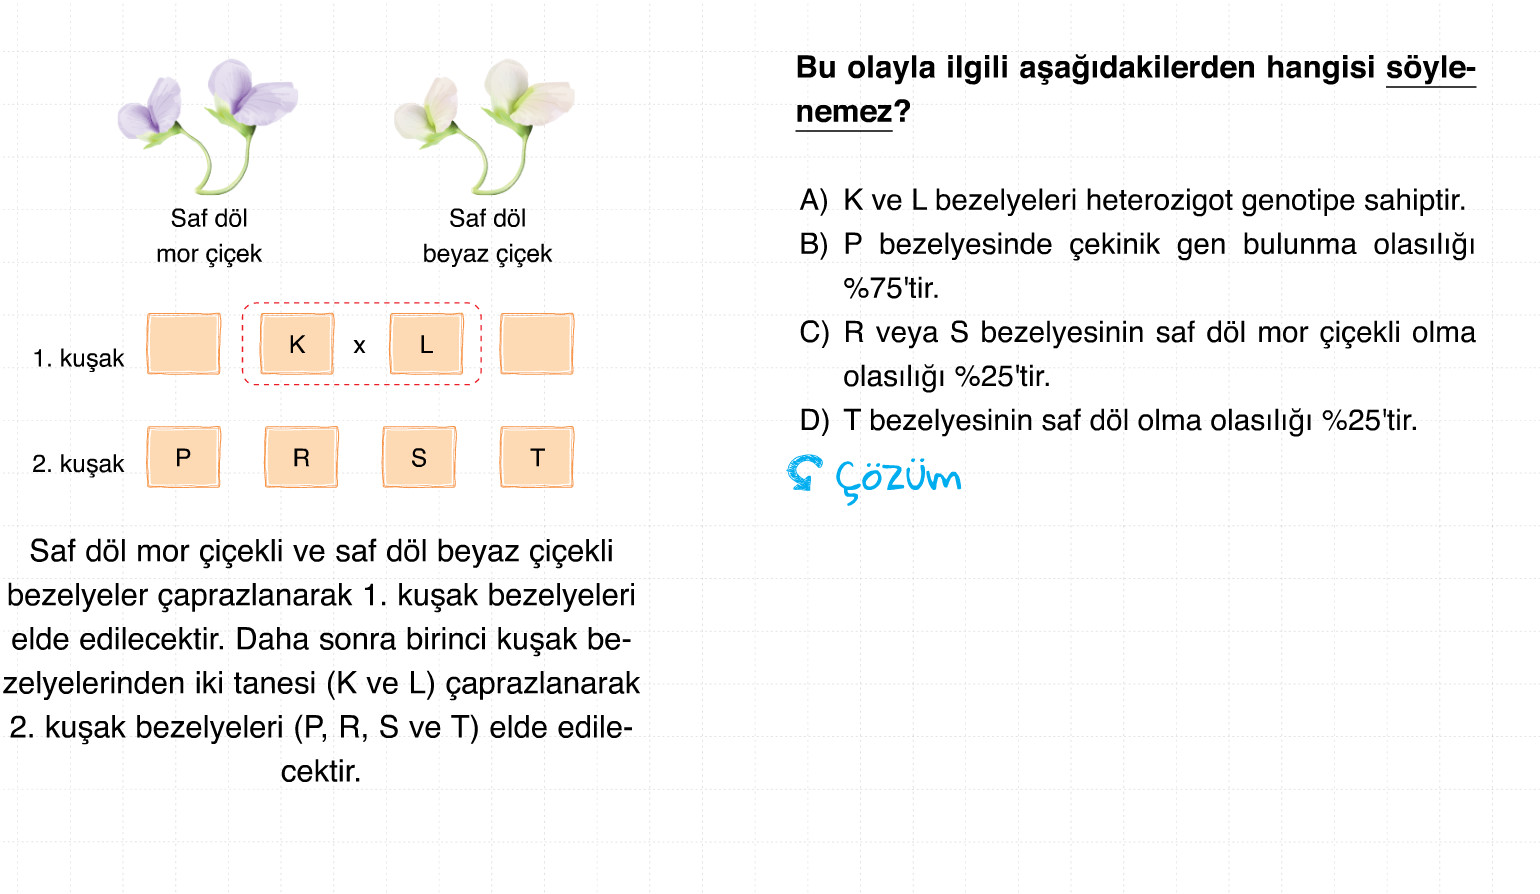 Saf döl
mor çiçek
Saf döl
beyaz çiçek
1. kuşak
K
x
L
2. kuşak
P
R
S
T
Saf döl mor çiçekli ve saf döl beyaz çiçekli
bezelyeler çaprazlanarak 1. kuşak bezelyeleri
elde edilecektir. Daha sonra birinci kuşak be-
zelyelerinden iki tanesi (K ve L) çaprazlanarak
2. kuşak bezelyeleri (P, R, S ve T) elde edile-
cektir.
Bu olayla ilgili aşağıdakilerden hangisi söyle-
nemez?
A) K ve L bezelyeleri heterozigot genotipe sahiptir.
B) P bezelyesinde çekinik gen bulunma olasılığı
%75'tir.
C) R veya S bezelyesinin saf döl mor çiçekli olma
olasılığı %25'tir.
D) T bezelyesinin saf döl olma olasılığı %25'tir.
Çözüm